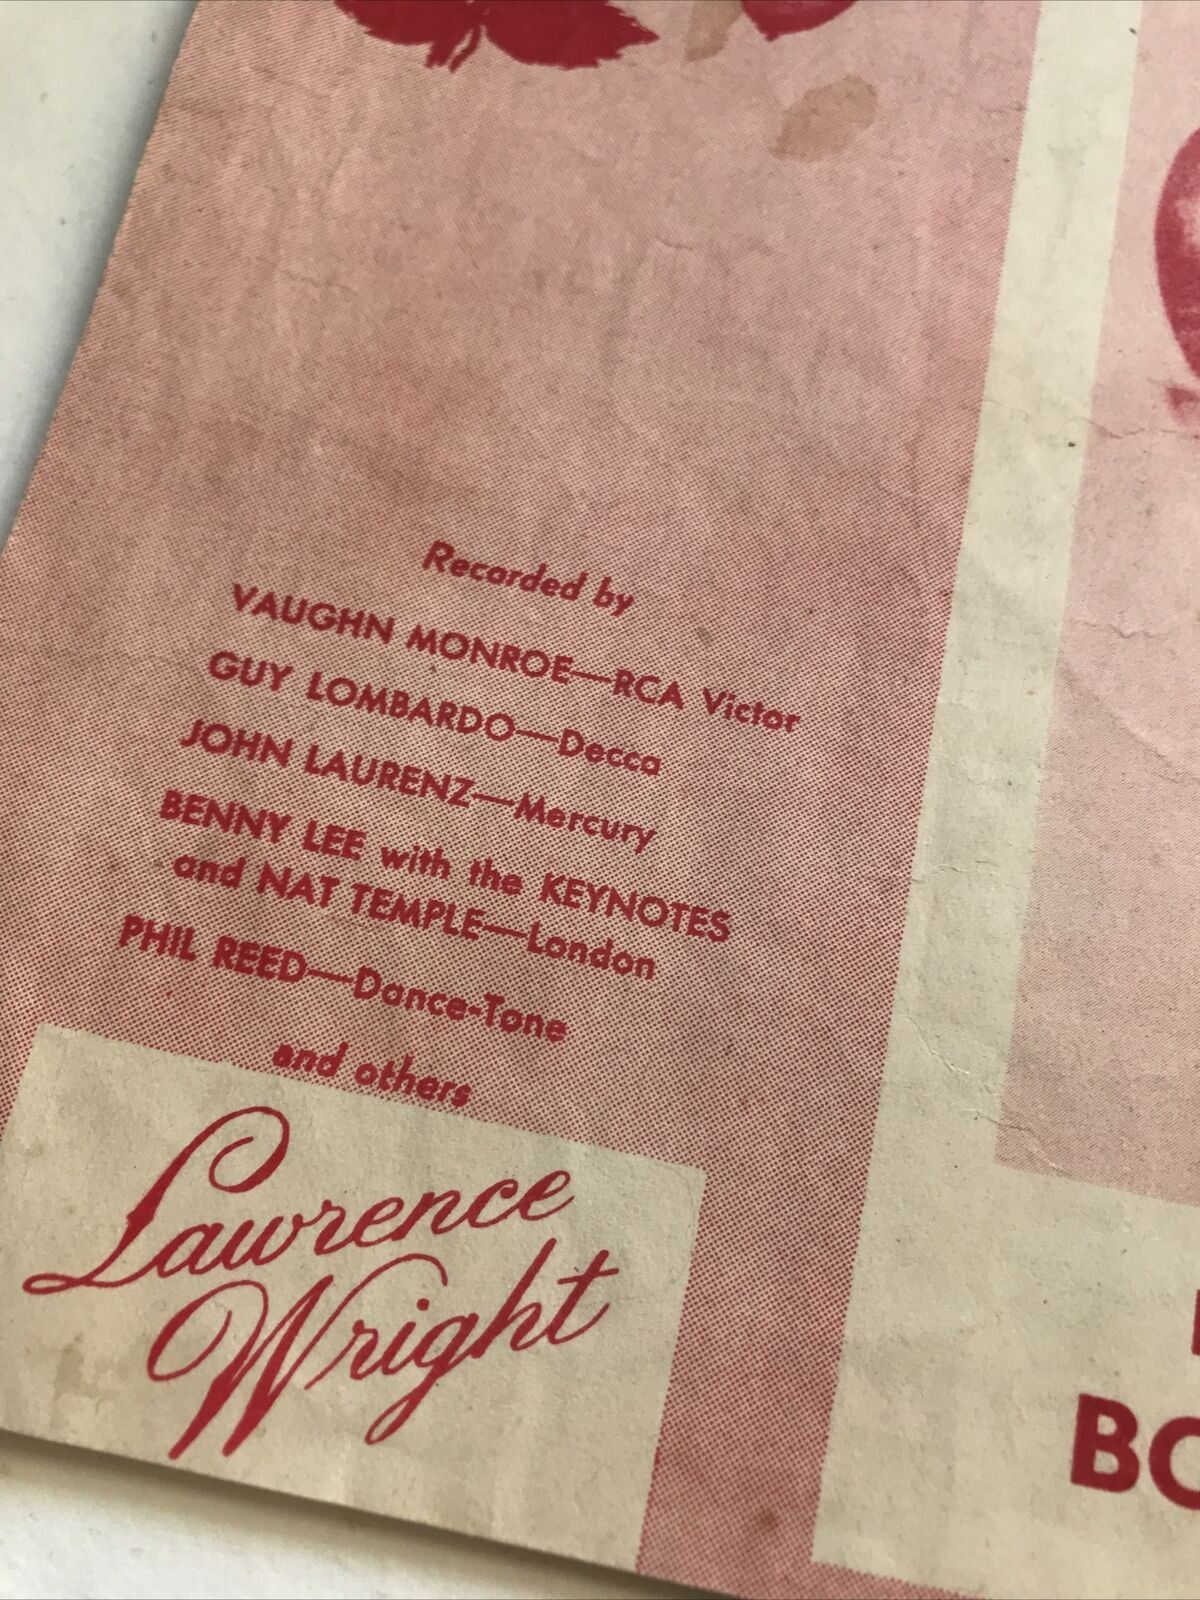 Recorded by
VAUGHN MONROE—RCA Victor
GUY LOMBARDO—Decca
JOHN LAURENZ—Mercury
BENNY LEE with the KEYNOTES
and NAT TEMPLE—London
PHIL REED—Dance-Tone
and others
Lawrence
Wright